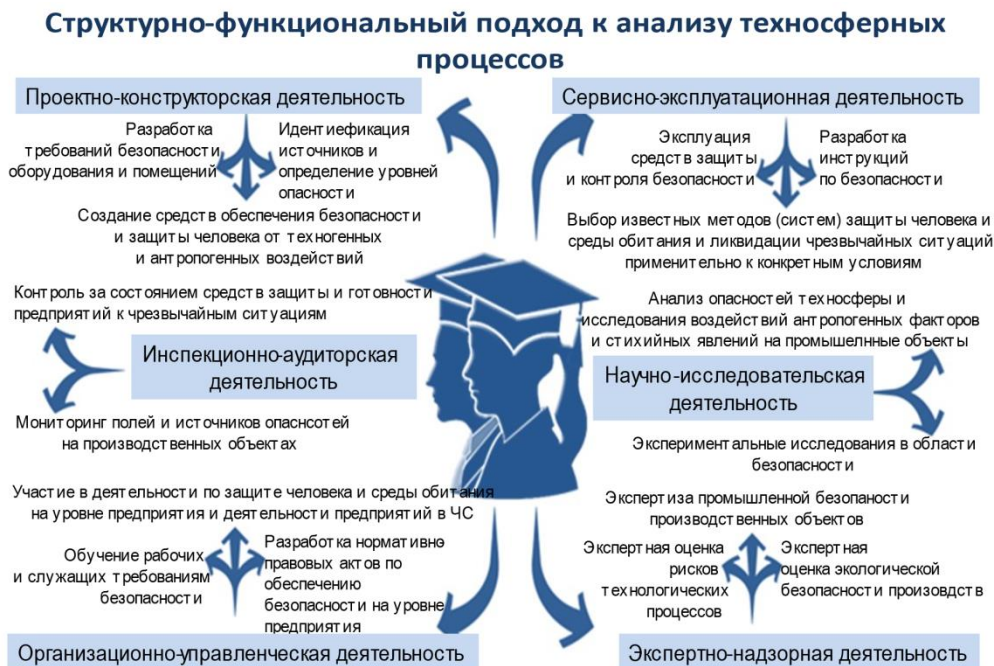 Структурно-функциональный подход к анализу техносферных
процессов
Проектно-конструкторская деятельность
Разработка
требований безопасности
оборудования и помещений
Идентиефикация
источников и
определение уровней
опасности
Создание средств обеспечения безопасности
и защиты человека от техногенных
и антропогенных воздействий
Сервисно-эксплуатационная деятельность
Эксплуация
средств защиты
и контроля безопасности
Разработка
инструкций
по безопасности
Выбор известных методов (систем) защиты человека и
среды обитания и ликвидации чрезвычайных ситуаций
применительно к конкретным условиям
Контроль за состоянием средств защиты и готовности
предприятий к чрезвычайным ситуациям
Инспекционно-аудиторская
деятельность
Мониторинг полей и источников опаснсотей
на производственных объектах
Анализ опасностей техносферы и
исследования воздействий антропогенных факторов
и стихийных явлений на промышелнные объекты
Научно-исследовательская
деятельность
Экспериментальные исследования в области
безопасности
Участие в деятельности по защите человека и среды обитания
на уровне предприятия и деятельности предприятий в ЧС
Обучение рабочих
и служащих требованиям
безопасности
Разработка нормативно-
правовых актов по
обеспечению
безопасности на уровне
предприятия
Организационно-управленческая деятельность
Экспертиза промышленной безопаности
производственных объектов
Экспертная оценка
рисков
технологических
процессов
Экспертная
оценка экологической
безопасности произовдств
Экспертно-надзорная деятельность